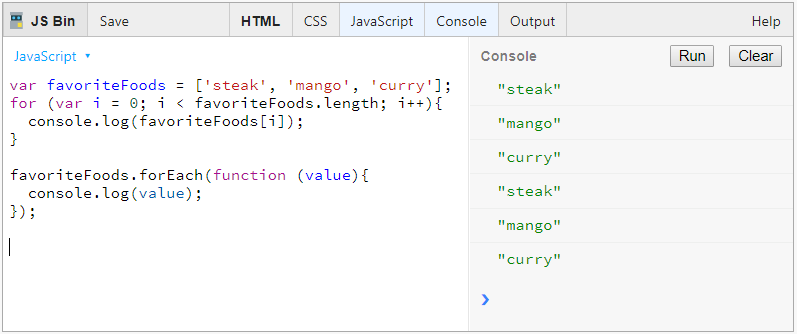 JS Bin Save HTML CSS JavaScript Console Output Help
JavaScript
var favoriteFoods = ['steak', 'mango', 'curry'];
for (var i = 0; i < favoriteFoods.length; i++){
  console.log(favoriteFoods[i]);
}
favoriteFoods.forEach(function (value){
  console.log(value);
});
Console Run Clear
"steak"
"mango"
"curry"
"steak"
"mango"
"curry"